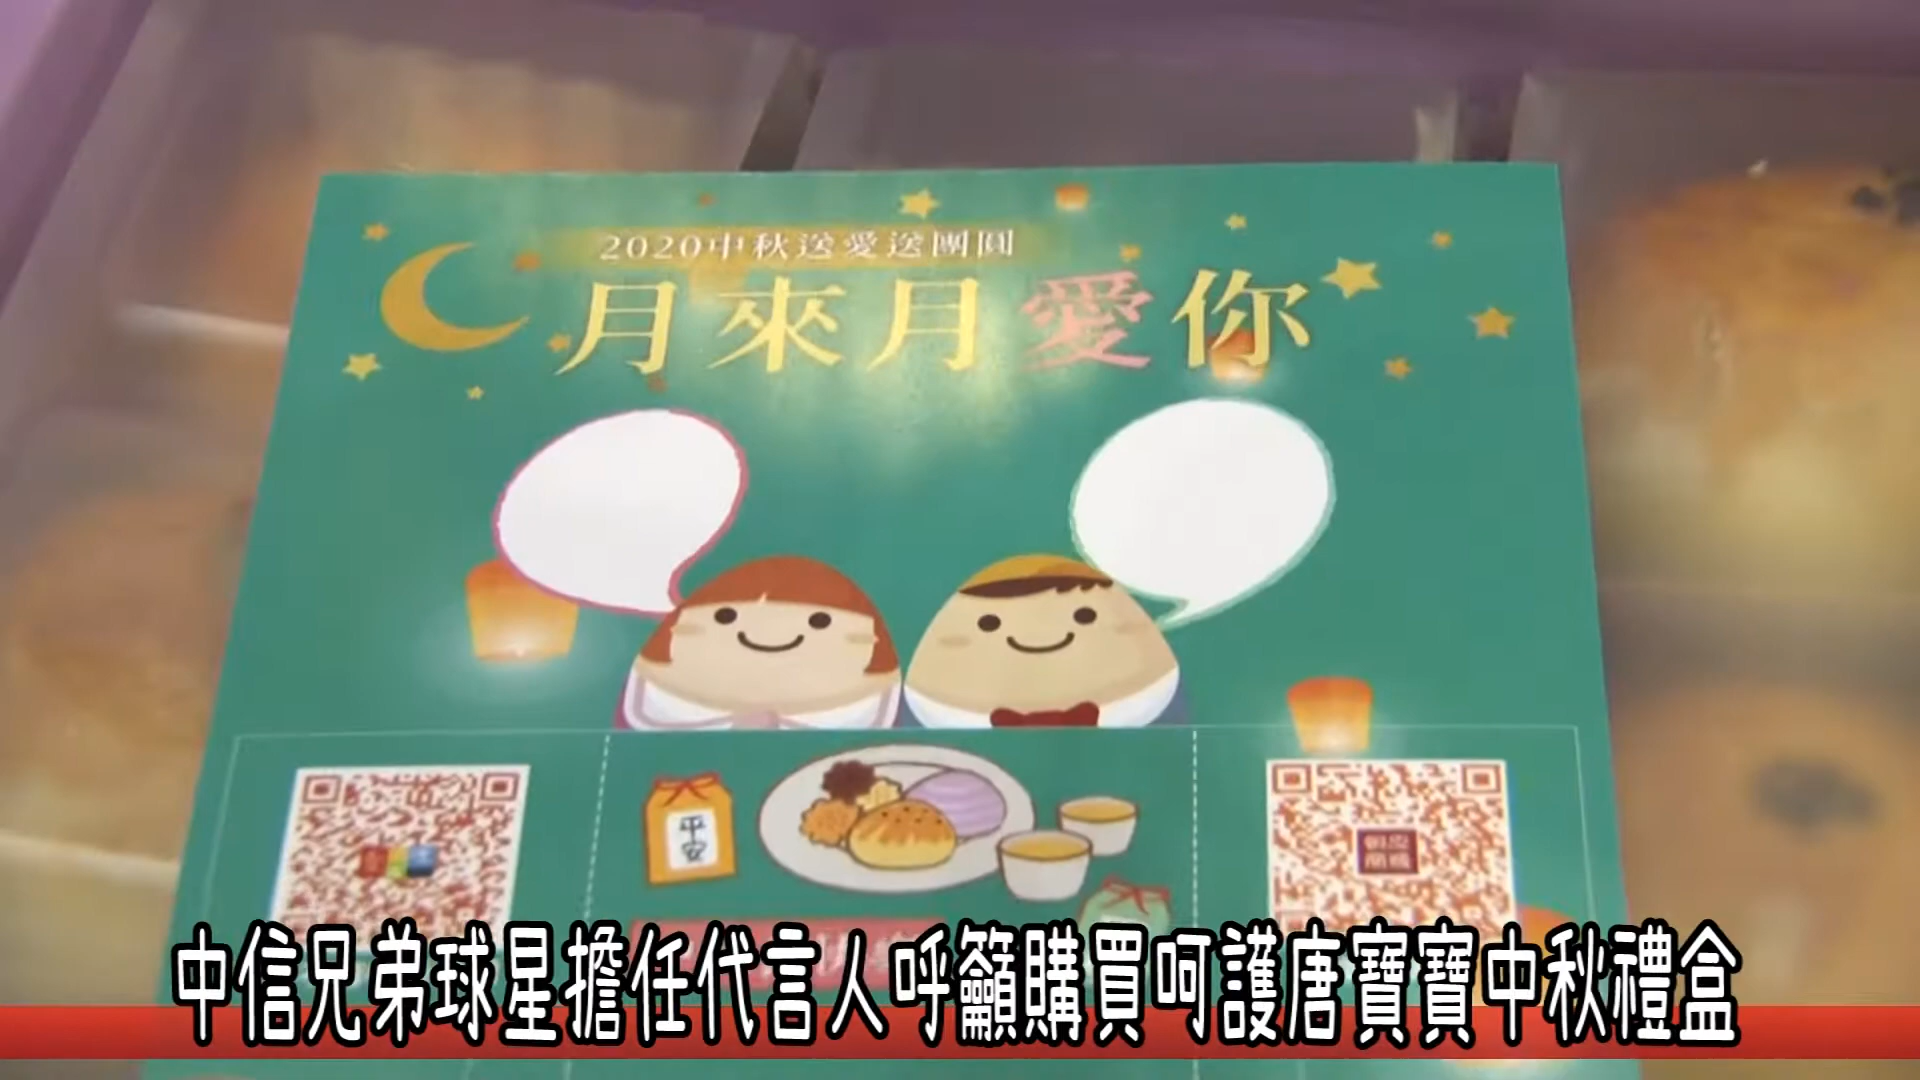 2020中秋送愛送團圓
月來月愛你
平安
中信兄弟球星擔任代言人呼籲購買呵護唐寶寶中秋禮盒